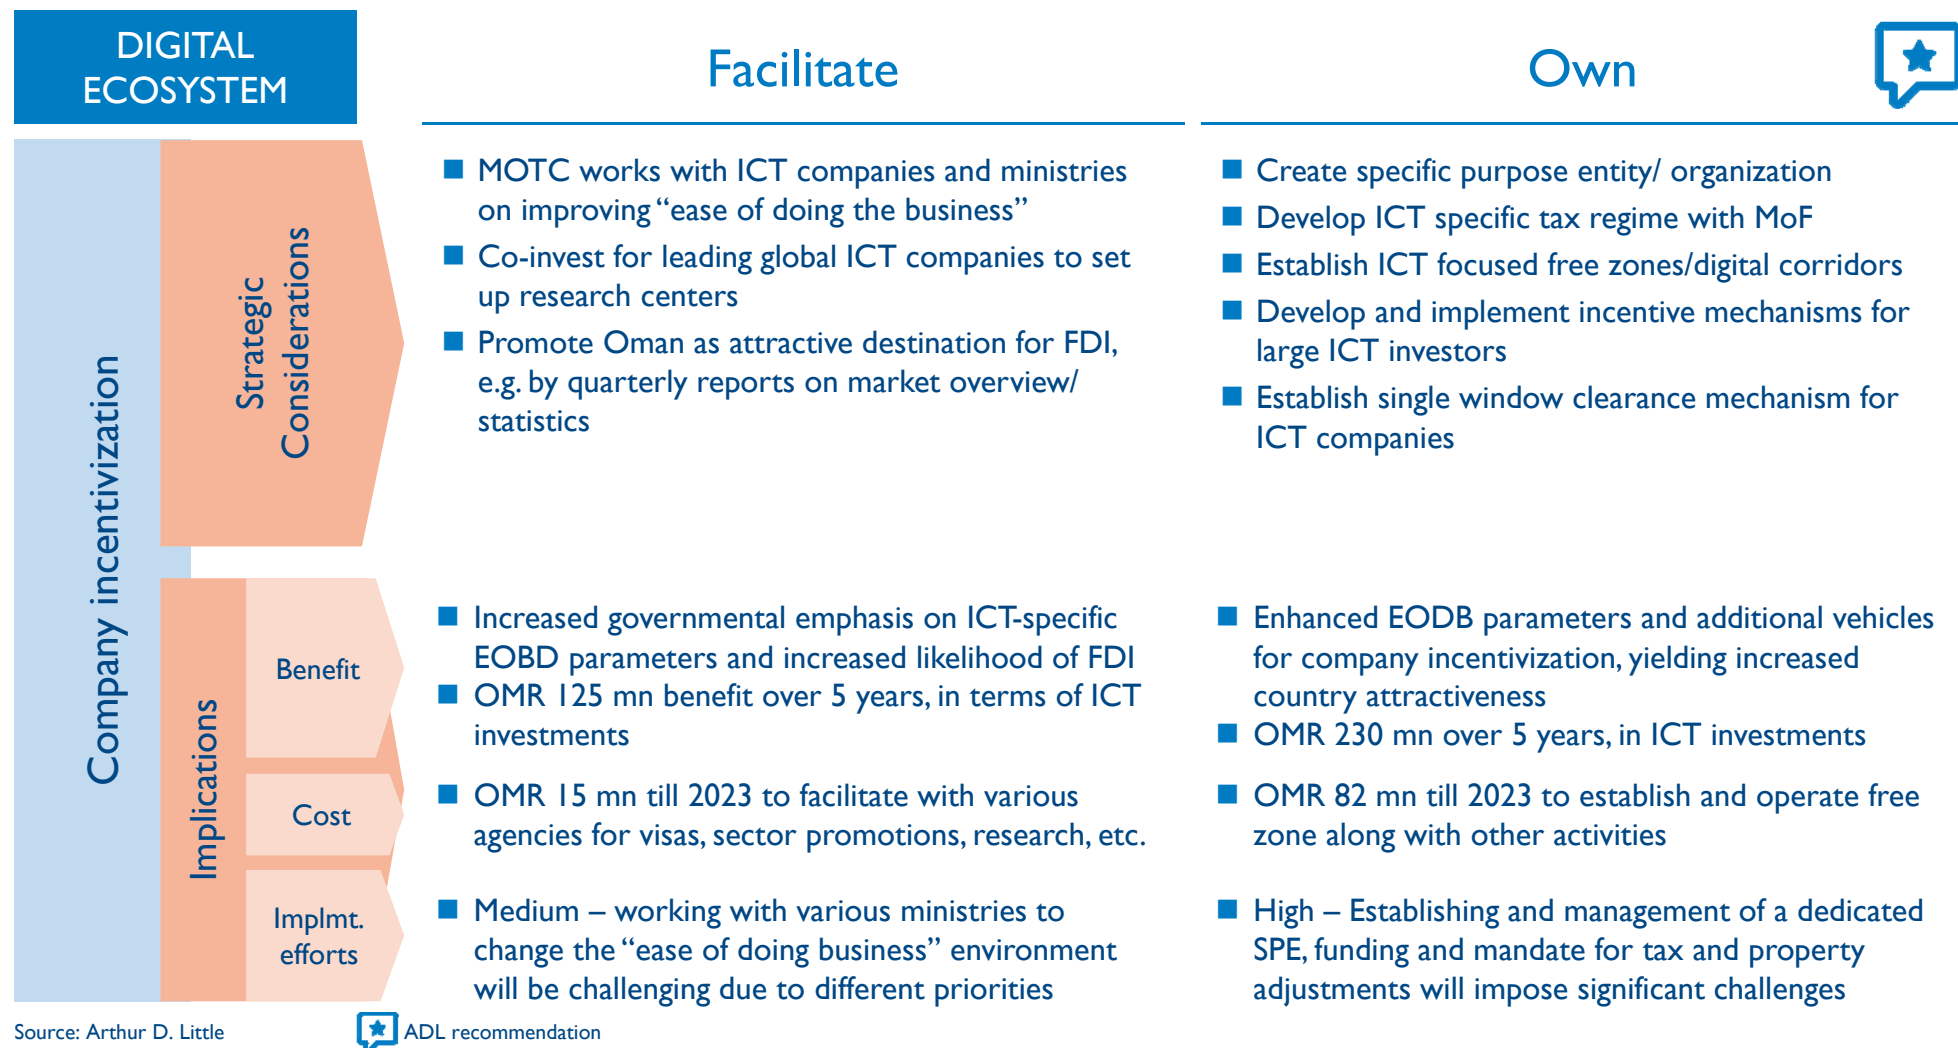 DIGITAL
ECOSYSTEM
Facilitate
Own
Company incentivization
Strategic
Considerations
■ MOTC works with ICT companies and ministries
on improving “ease of doing the business”
■ Co-invest for leading global ICT companies to set
up research centers
■ Promote Oman as attractive destination for FDI,
e.g. by quarterly reports on market overview/
statistics
■ Create specific purpose entity/ organization
■ Develop ICT specific tax regime with MoF
■ Establish ICT focused free zones/digital corridors
■ Develop and implement incentive mechanisms for
large ICT investors
■ Establish single window clearance mechanism for
ICT companies
Implications
Benefit
■ Increased governmental emphasis on ICT-specific
EOBD parameters and increased likelihood of FDI
■ OMR 125 mn benefit over 5 years, in terms of ICT
investments
■ Enhanced EODB parameters and additional vehicles
for company incentivization, yielding increased
country attractiveness
■ OMR 230 mn over 5 years, in ICT investments
Cost
■ OMR 15 mn till 2023 to facilitate with various
agencies for visas, sector promotions, research, etc.
■ OMR 82 mn till 2023 to establish and operate free
zone along with other activities
Implmt.
efforts
■ Medium – working with various ministries to
change the “ease of doing business” environment
will be challenging due to different priorities
■ High – Establishing and management of a dedicated
SPE, funding and mandate for tax and property
adjustments will impose significant challenges
Source: Arthur D. Little
ADL recommendation